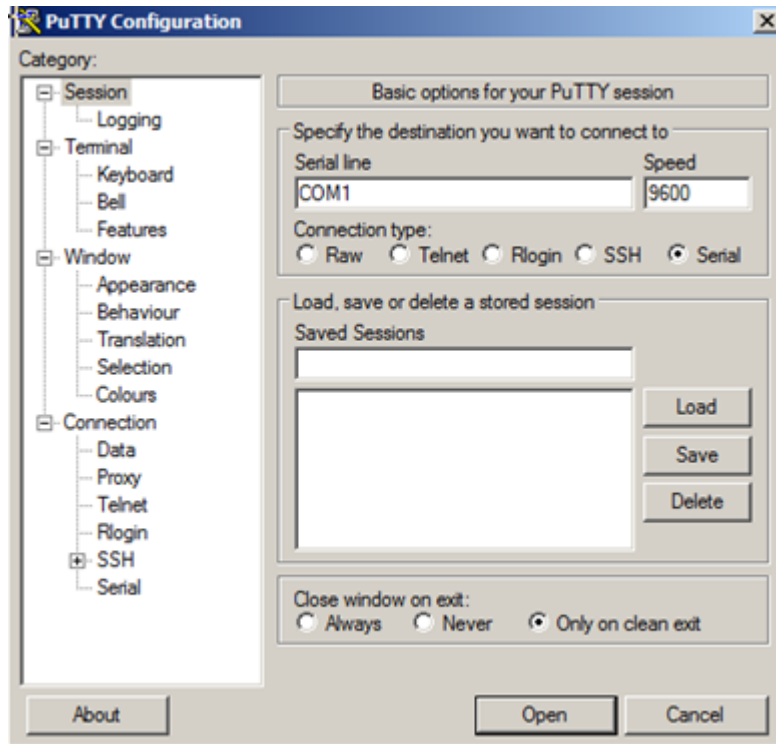 PuTTY Configuration
Category:
Session
Logging
Terminal
Keyboard
Bell
Features
Window
Appearance
Behaviour
Translation
Selection
Colours
Connection
Data
Proxy
Telnet
Rlogin
SSH
Serial
Basic options for your PuTTY session
Specify the destination you want to connect to
Serial line Speed
COM1 9600
Connection type:
Raw Telnet Rlogin SSH Serial
Load, save or delete a stored session
Saved Sessions
Load
Save
Delete
Close window on exit:
Always Never Only on clean exit
About Open Cancel